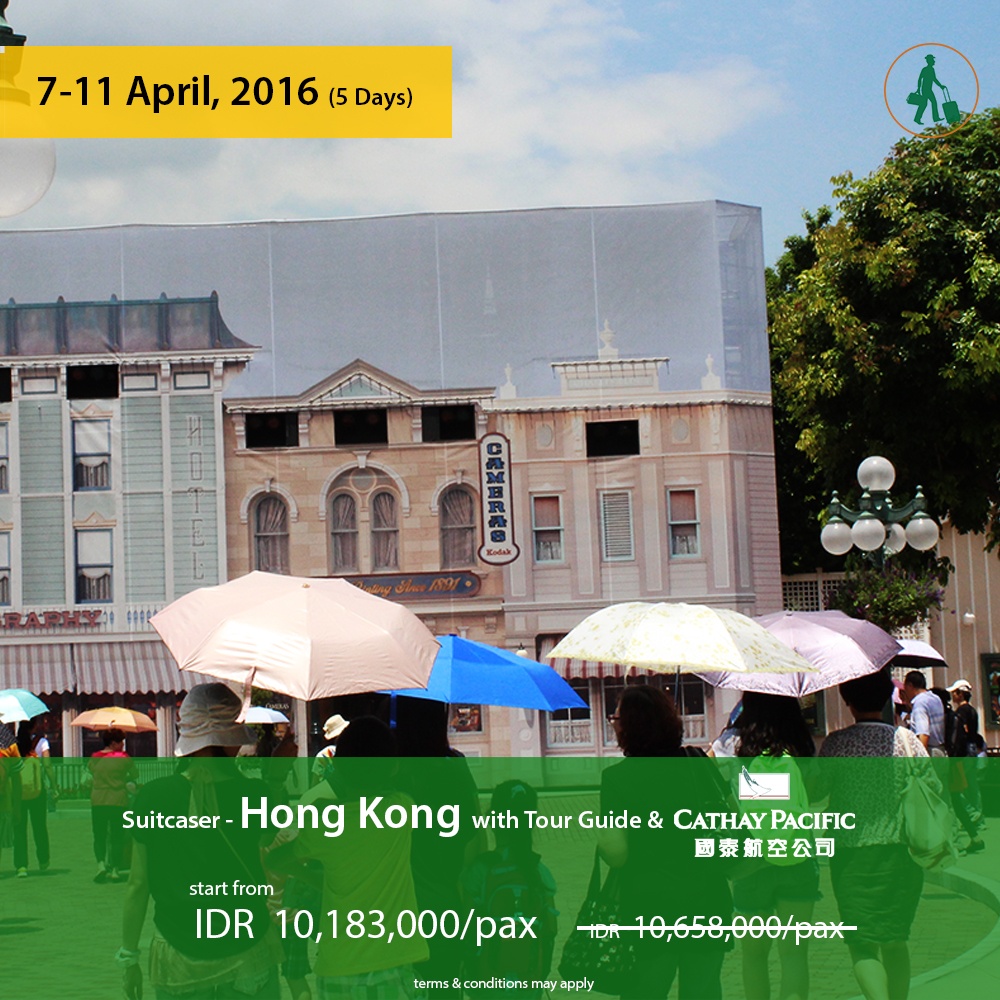 7-11 April, 2016 (5 Days)
HOTEL
CAMERAS
Kodak
Since 1891
RAPHY
Suitcaser - Hong Kong with Tour Guide & CATHAY PACIFIC
國泰航空公司
start from
IDR 10,183,000/pax IDR 10,658,000/pax
terms & conditions may apply